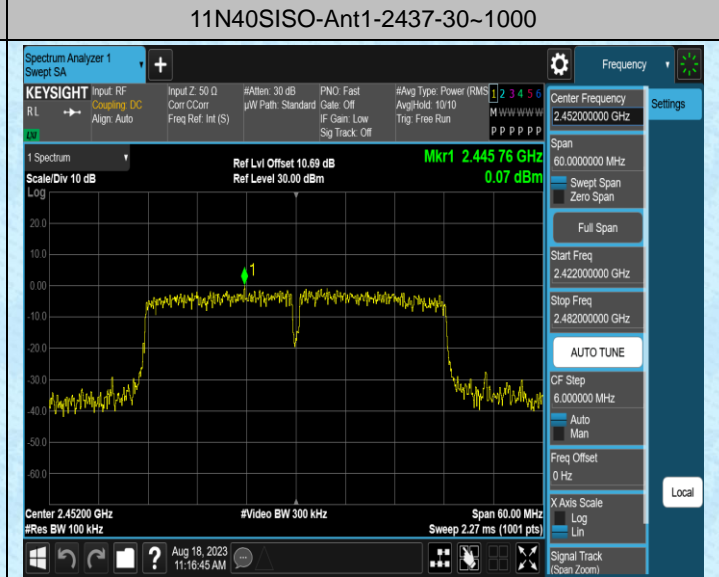 11N40SISO-Ant1-2437-30~1000
Spectrum Analyzer 1
Swept SA
Frequency
KEYSIGHT
RL
LXI
Input: RF
Coupling: DC
Align: Auto
Input Z: 50 Ω
Corr CCorr
Freq Ref: Int (S)
#Atten: 30 dB
µW Path: Standard
PNO: Fast
Gate: Off
IF Gain: Low
Sig Track: Off
#Avg Type: Power (RMS
Avg|Hold: 10/10
Trig: Free Run
1 2 3 4 5 6
M W W W W W
P P P P P P
1 Spectrum
Scale/Div 10 dB
Log
Ref Lvl Offset 10.69 dB
Ref Level 30.00 dBm
Mkr1 2.445 76 GHz
0.07 dBm
20.0
10.0
0.00
-10.0
-20.0
-30.0
-40.0
-50.0
-60.0
1
Center 2.45200 GHz
#Res BW 100 kHz
#Video BW 300 kHz
Span 60.00 MHz
Sweep 2.27 ms (1001 pts)
Center Frequency
2.452000000 GHz
Settings
Span
60.0000000 MHz
Swept Span
Zero Span
Full Span
Start Freq
2.422000000 GHz
Stop Freq
2.482000000 GHz
AUTO TUNE
CF Step
6.000000 MHz
Auto
Man
Freq Offset
0 Hz
X Axis Scale
Log
Lin
Local
Signal Track
(Span Zoom)
?
Aug 18, 2023
11:16:45 AM